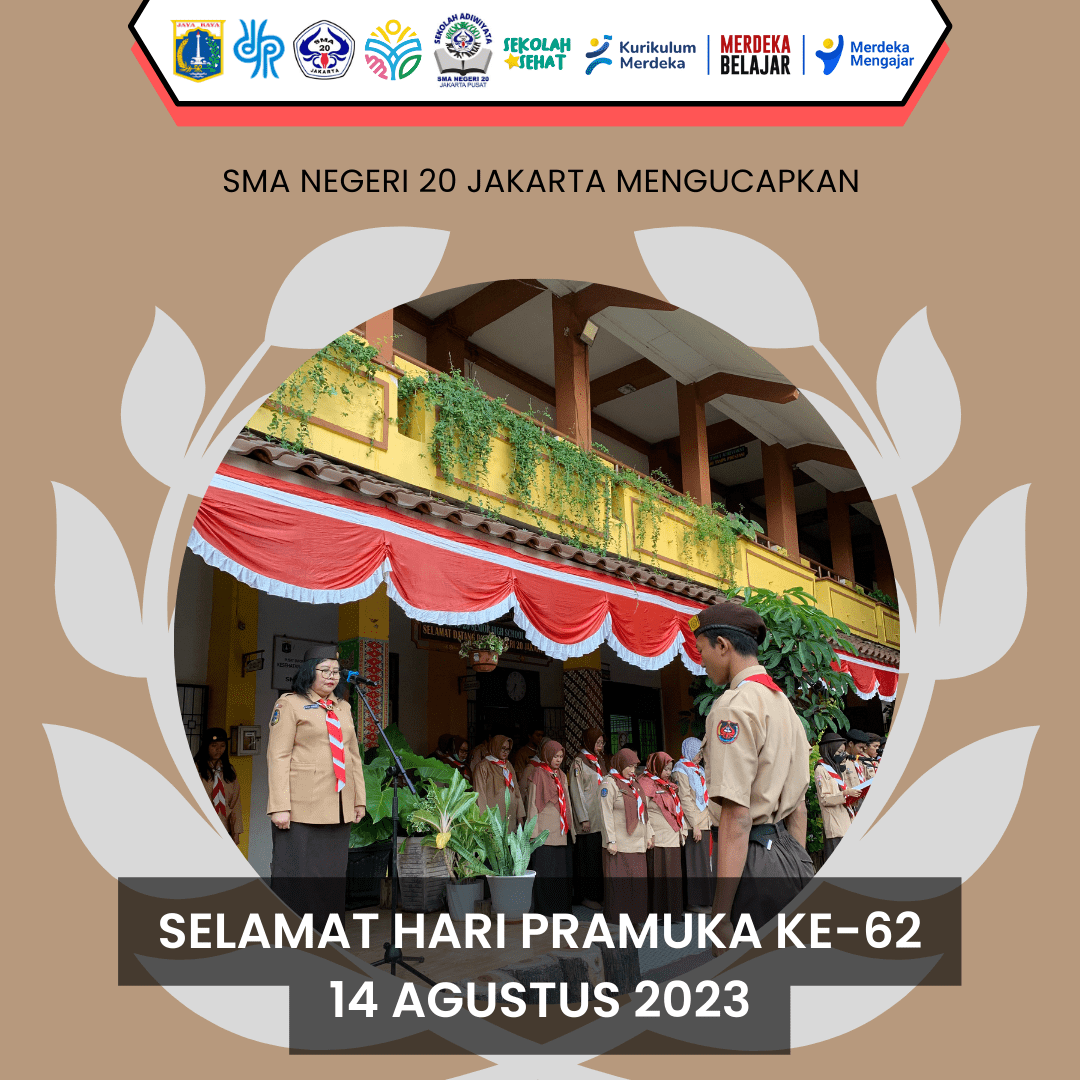 JAYA RAYA
SMA
20
JAKARTA
SEKOLAH ADIWIYATA
SMA NEGERI 20
JAKARTA PUSAT
SEKOLAH
SEHAT
Kurikulum
Merdeka
MERDEKA
BELAJAR
Merdeka
Mengajar
SMA NEGERI 20 JAKARTA MENGUCAPKAN
SELAMAT DATANG
SELAMAT HARI PRAMUKA KE-62
14 AGUSTUS 2023